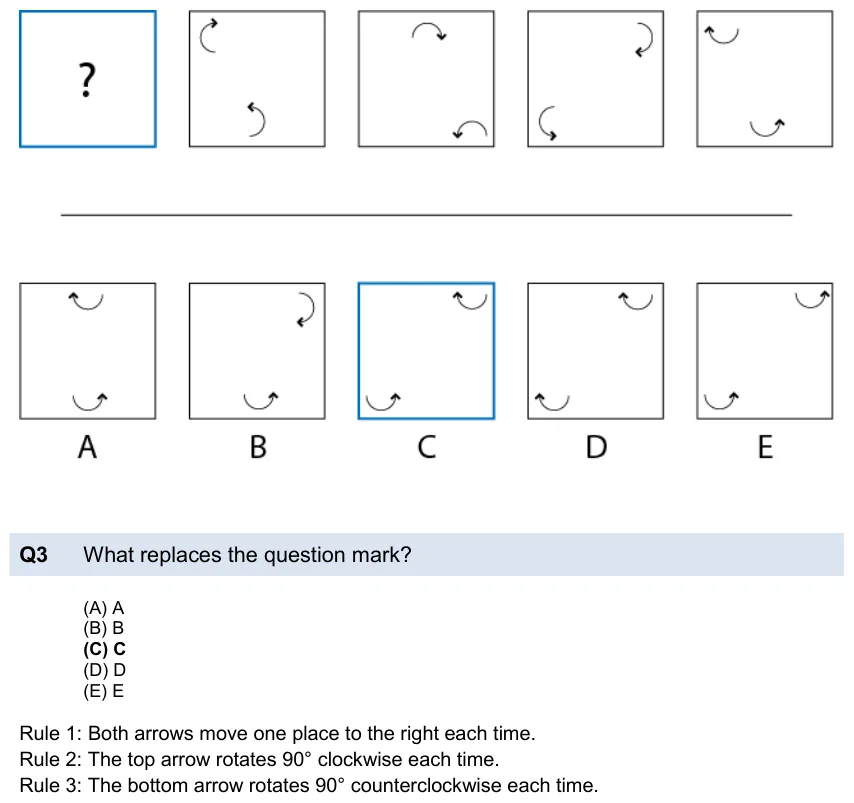 ?
A B C D E
Q3 What replaces the question mark?
(A) A
(B) B
(C) C
(D) D
(E) E
Rule 1: Both arrows move one place to the right each time.
Rule 2: The top arrow rotates 90° clockwise each time.
Rule 3: The bottom arrow rotates 90° counterclockwise each time.